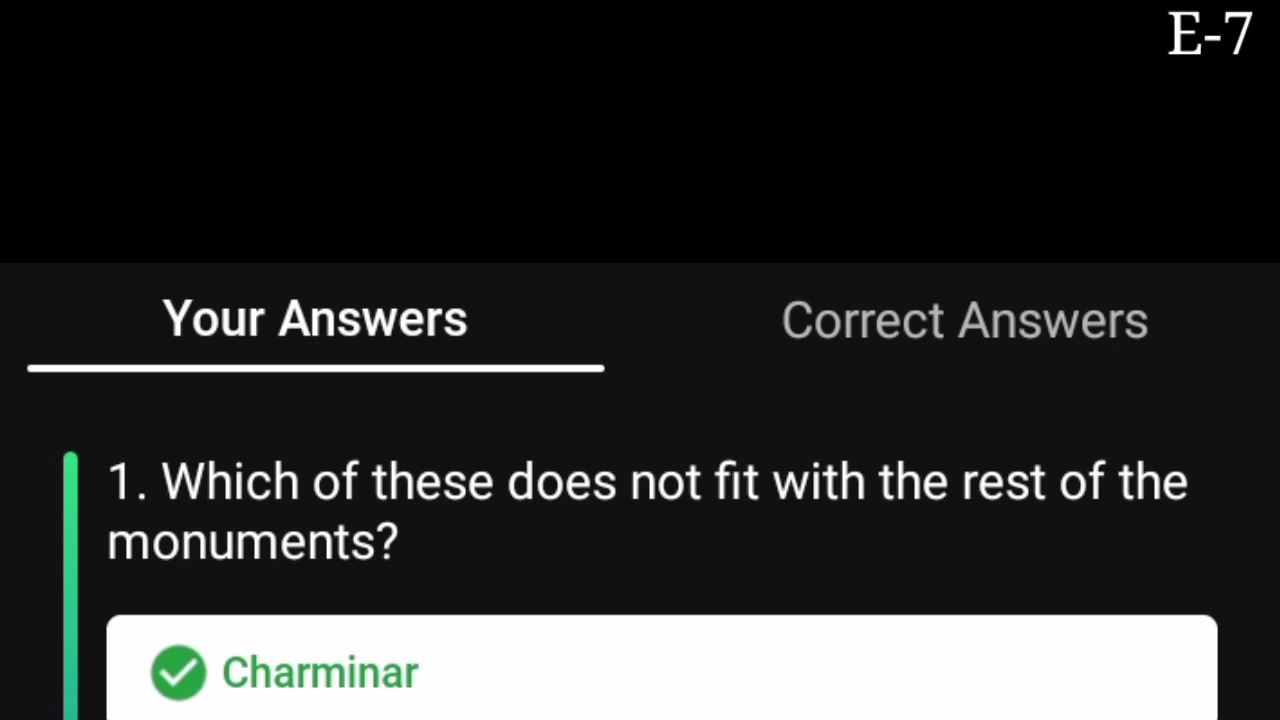 E-7
Your Answers
Correct Answers
1. Which of these does not fit with the rest of the
monuments?
Charminar